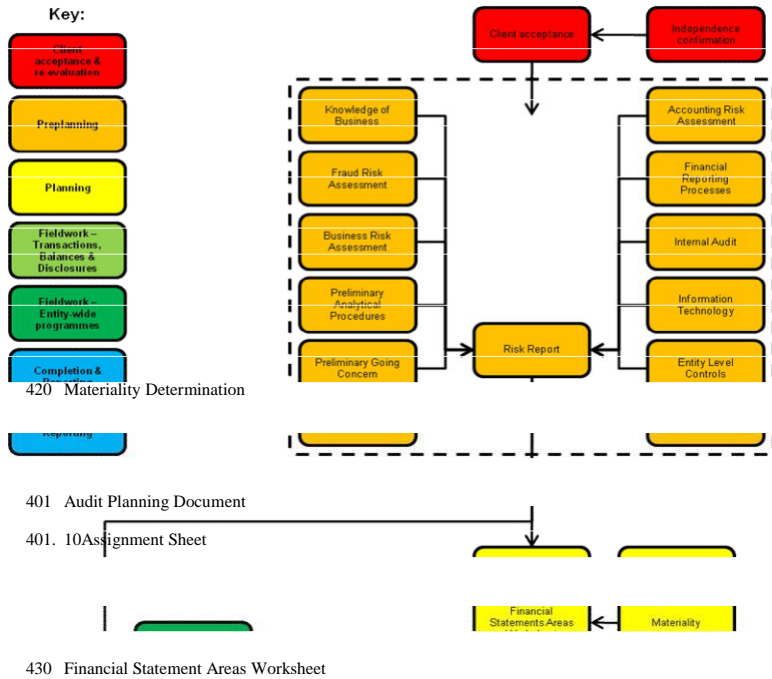 Key:
Client
acceptance &
re-evaluation
Preplanning
Planning
Fieldwork –
Transactions,
Balances &
Disclosures
Fieldwork –
Entity-wide
programmes
Completion &
Reporting
Client acceptance
Independence
confirmation
Knowledge of
Business
Fraud Risk
Assessment
Business Risk
Assessment
Preliminary
Analytical
Procedures
Preliminary Going
Concern
Risk Report
Accounting Risk
Assessment
Financial
Reporting
Processes
Internal Audit
Information
Technology
Entity Level
Controls
420 Materiality Determination
Reporting
401 Audit Planning Document
401. 10Assignment Sheet
Financial
Statements Areas
Materiality
430 Financial Statement Areas Worksheet